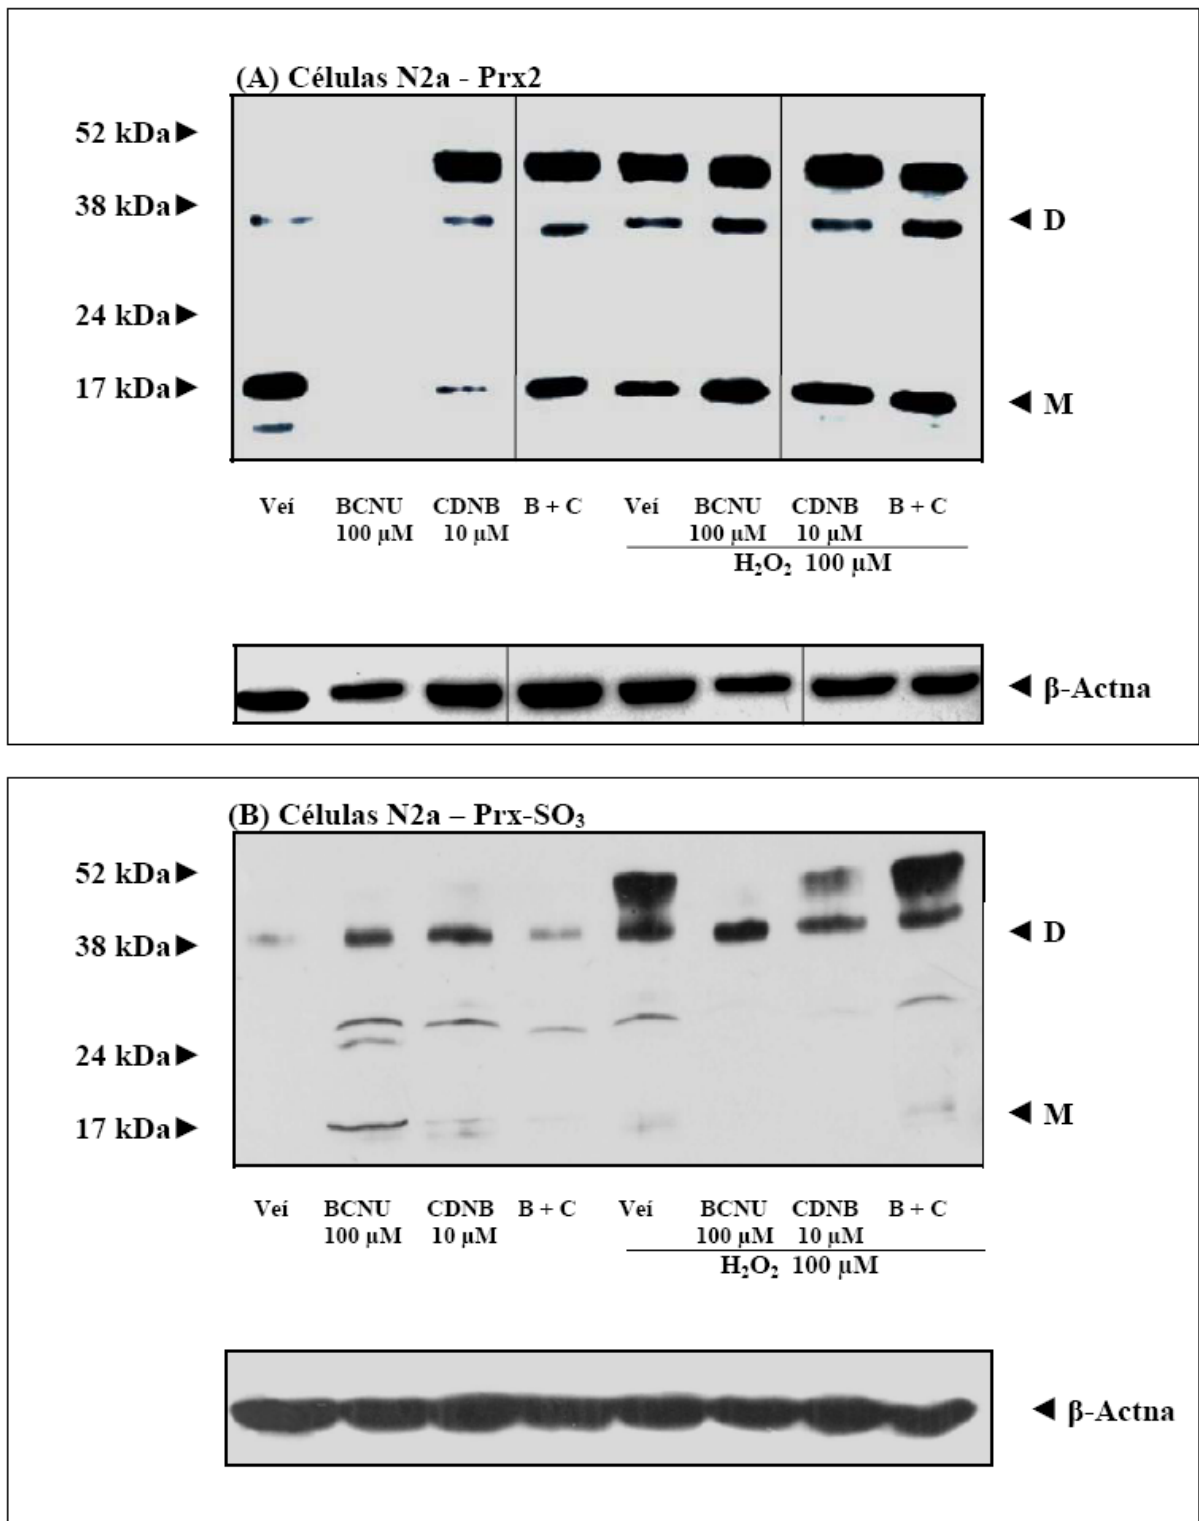 (A) Células N2a - Prx2
52 kDa►
38 kDa►
◄ D
24 kDa►
17 kDa►
◄ M
Veí BCNU CDNB B + C Veí BCNU CDNB B + C
100 µM 10 µM 100 µM 10 µM
H₂O₂ 100 µM
◄ β-Actna
(B) Células N2a – Prx-SO₃
52 kDa►
38 kDa►
◄ D
24 kDa►
17 kDa►
◄ M
Veí BCNU CDNB B + C Veí BCNU CDNB B + C
100 µM 10 µM 100 µM 10 µM
H₂O₂ 100 µM
◄ β-Actna